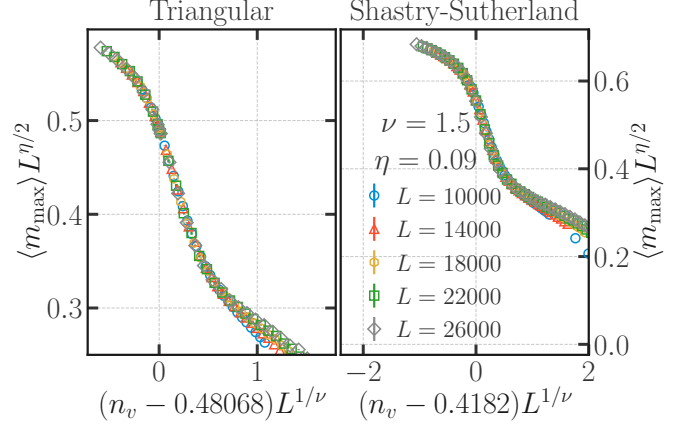 Triangular
Shastry-Sutherland
⟨m_max⟩L^{η/2}
0.5
0.4
0.3
0
1
(n_v − 0.48068)L^{1/ν}
ν = 1.5
η = 0.09
L = 10000
L = 14000
L = 18000
L = 22000
L = 26000
0.6
0.4
0.2
0.0
⟨m_max⟩L^{η/2}
−2
0
2
(n_v − 0.4182)L^{1/ν}